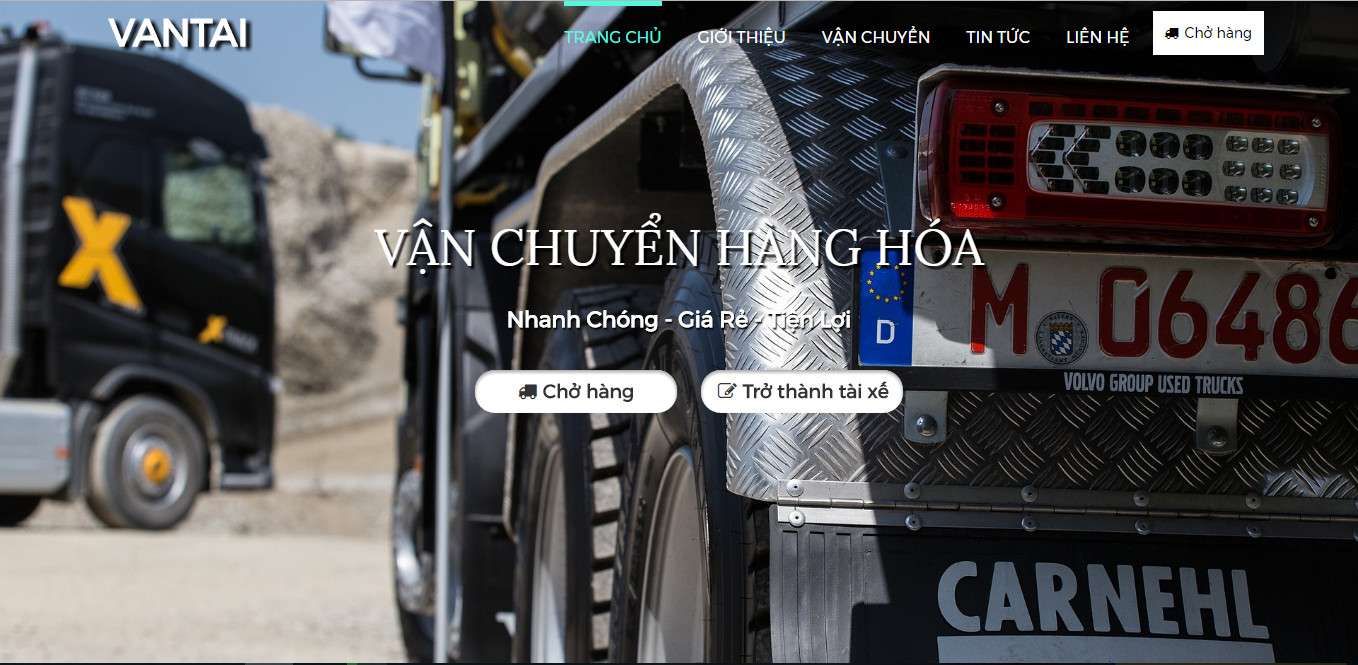 VANTAI
TRANG CHỦ
GIỚI THIỆU
VẬN CHUYỂN
TIN TỨC
LIÊN HỆ
Chở hàng
VẬN CHUYỂN HÀNG HÓA
Nhanh Chóng - Giá Rẻ - Tiện Lợi
Chở hàng
Trở thành tài xế
X
D
M 06486
VOLVO GROUP USED TRUCKS
CARNEHL